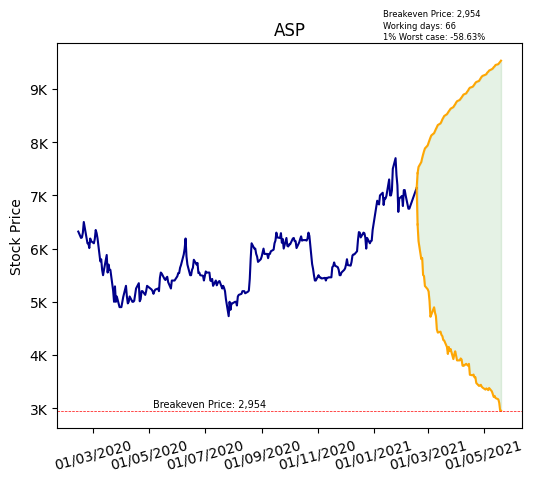 Breakeven Price: 2,954
Working days: 66
1% Worst case: -58.63%
ASP
Stock Price
9K
8K
7K
6K
5K
4K
3K
Breakeven Price: 2,954
01/03/2020
01/05/2020
01/07/2020
01/09/2020
01/11/2020
01/01/2021
01/03/2021
01/05/2021